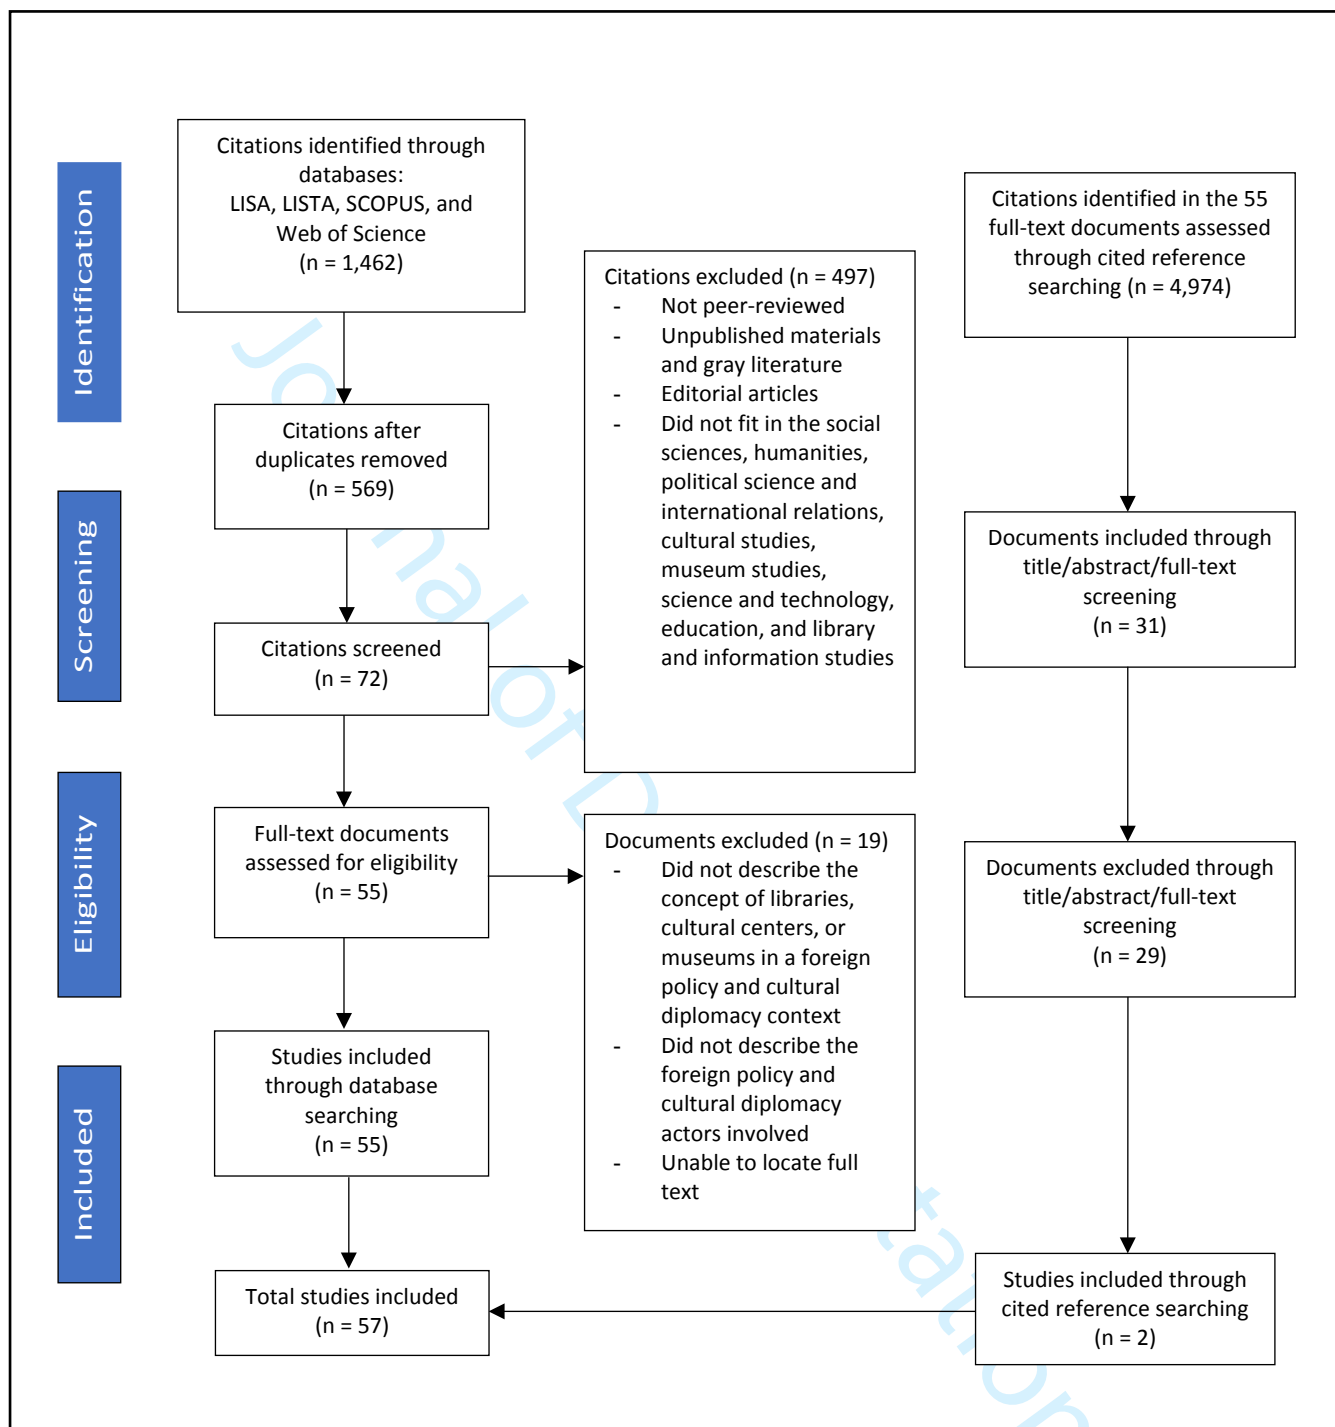 Identification
Screening
Eligibility
Included
Citations identified through
databases:
LISA, LISTA, SCOPUS, and
Web of Science
(n = 1,462)
Citations after
duplicates removed
(n = 569)
Citations screened
(n = 72)
Full-text documents
assessed for eligibility
(n = 55)
Studies included
through database
searching
(n = 55)
Total studies included
(n = 57)
Citations excluded (n = 497)
- Not peer-reviewed
- Unpublished materials
and gray literature
- Editorial articles
- Did not fit in the social
sciences, humanities,
political science and
international relations,
cultural studies,
museum studies,
science and technology,
education, and library
and information studies
Documents excluded (n = 19)
- Did not describe the
concept of libraries,
cultural centers, or
museums in a foreign
policy and cultural
diplomacy context
- Did not describe the
foreign policy and
cultural diplomacy
actors involved
- Unable to locate full
text
Citations identified in the 55
full-text documents assessed
through cited reference
searching (n = 4,974)
Documents included through
title/abstract/full-text
screening
(n = 31)
Documents excluded through
title/abstract/full-text
screening
(n = 29)
Studies included through
cited reference searching
(n = 2)